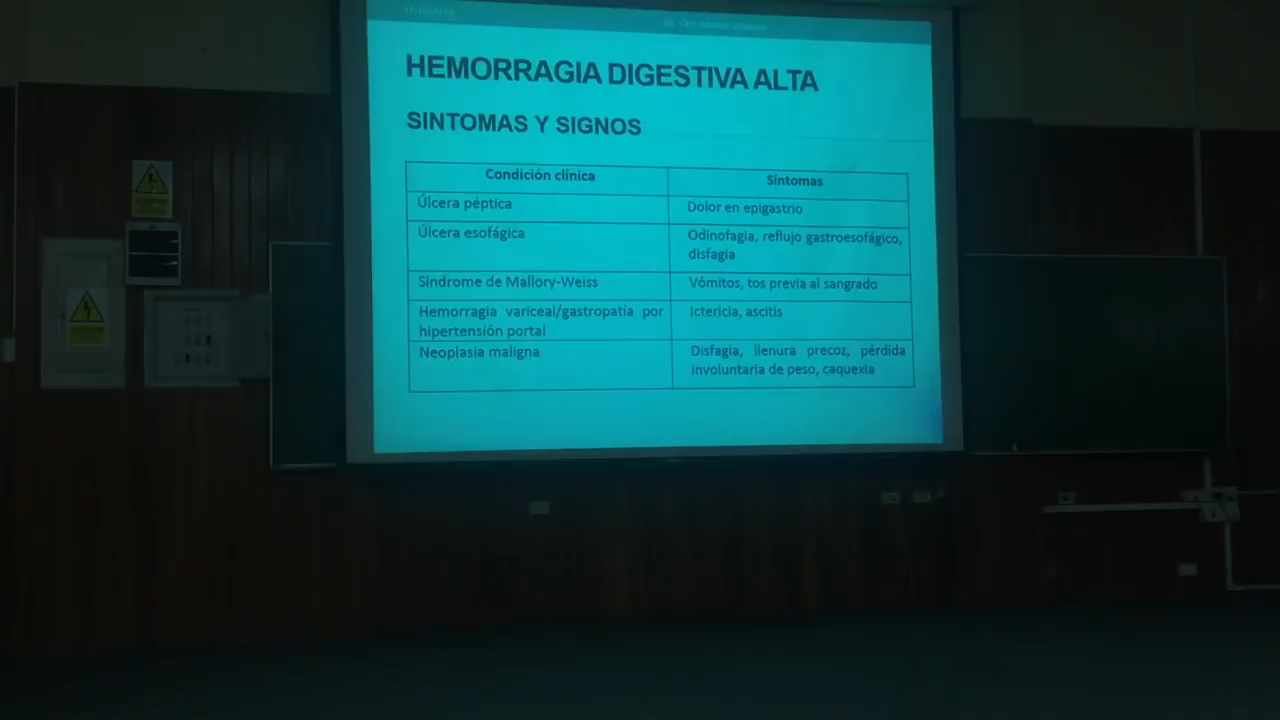 HEMORRAGIA DIGESTIVA ALTA
SINTOMAS Y SIGNOS
Condición clínica
Síntomas
Úlcera péptica
Dolor en epigastrio
Úlcera esofágica
Odinofagia, reflujo gastroesofágico,
disfagia
Síndrome de Mallory-Weiss
Vómitos, tos previa al sangrado
Hemorragia variceal/gastropatía por
hipertensión portal
Ictericia, ascitis
Neoplasia maligna
Disfagia, llenura precoz, pérdida
involuntaria de peso, caquexia